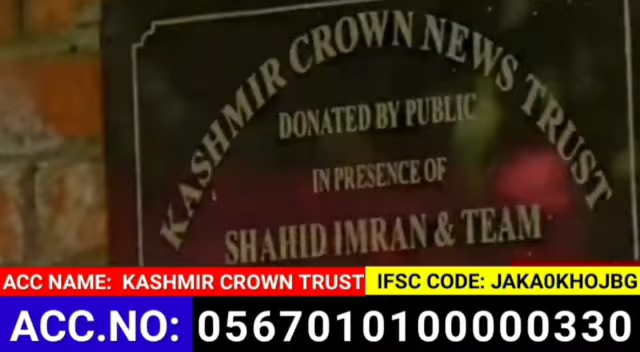 KASHMIR CROWN NEWS TRUST
DONATED BY PUBLIC
IN PRESENCE OF
SHAHID IMRAN & TEAM
ACC NAME: KASHMIR CROWN TRUST
IFSC CODE: JAKA0KHOJBG
ACC.NO: 0567010100000330